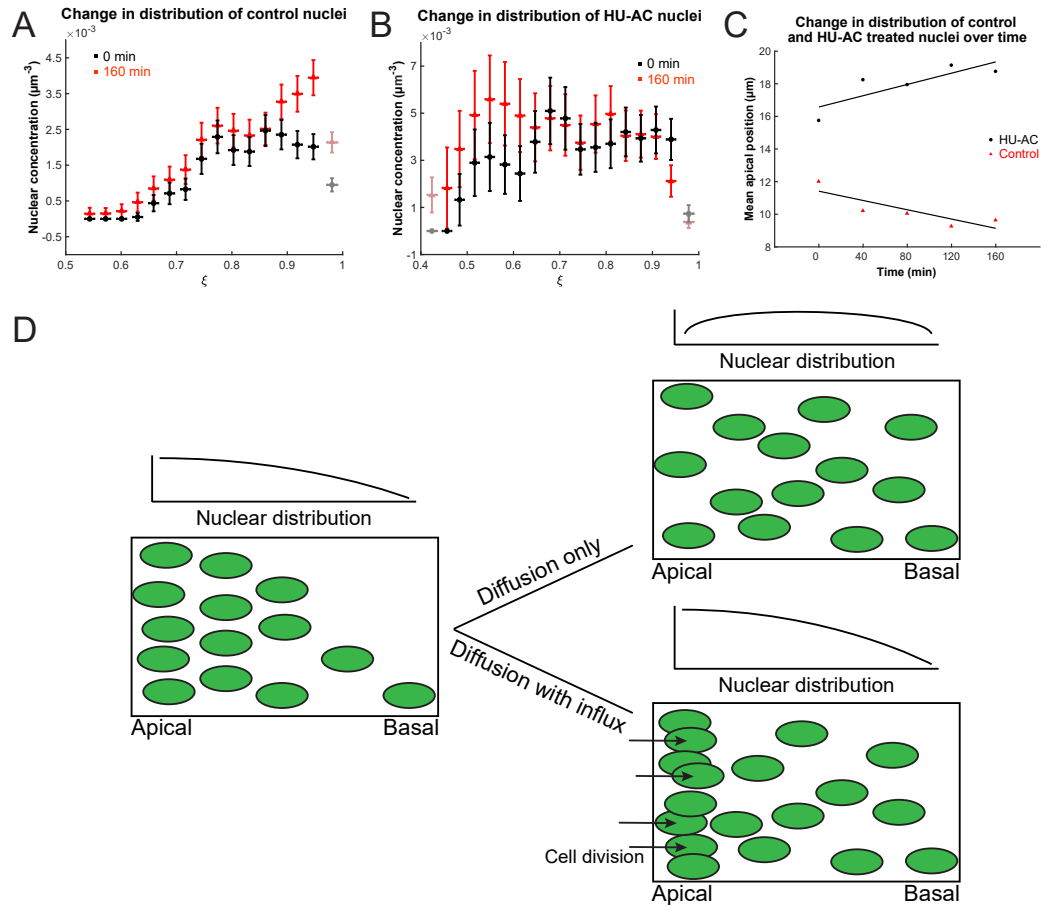 A
Change in distribution of control nuclei
×10⁻³
Nuclear concentration (µm⁻³)
4.5
3.5
2.5
1.5
0.5
-0.5
0 min
160 min
0.5 0.6 0.7 0.8 0.9 1
ξ
B
Change in distribution of HU-AC nuclei
×10⁻³
Nuclear concentration (µm⁻³)
7
5
3
1
-1
0 min
160 min
0.4 0.5 0.6 0.7 0.8 0.9 1
ξ
C
Change in distribution of control
and HU-AC treated nuclei over time
Mean apical position (µm)
20
18
16
14
12
10
8
HU-AC
Control
0 40 80 120 160
Time (min)
D
Nuclear distribution
Apical Basal
Diffusion only
Diffusion with influx
Nuclear distribution
Apical Basal
Nuclear distribution
Cell division
Apical Basal